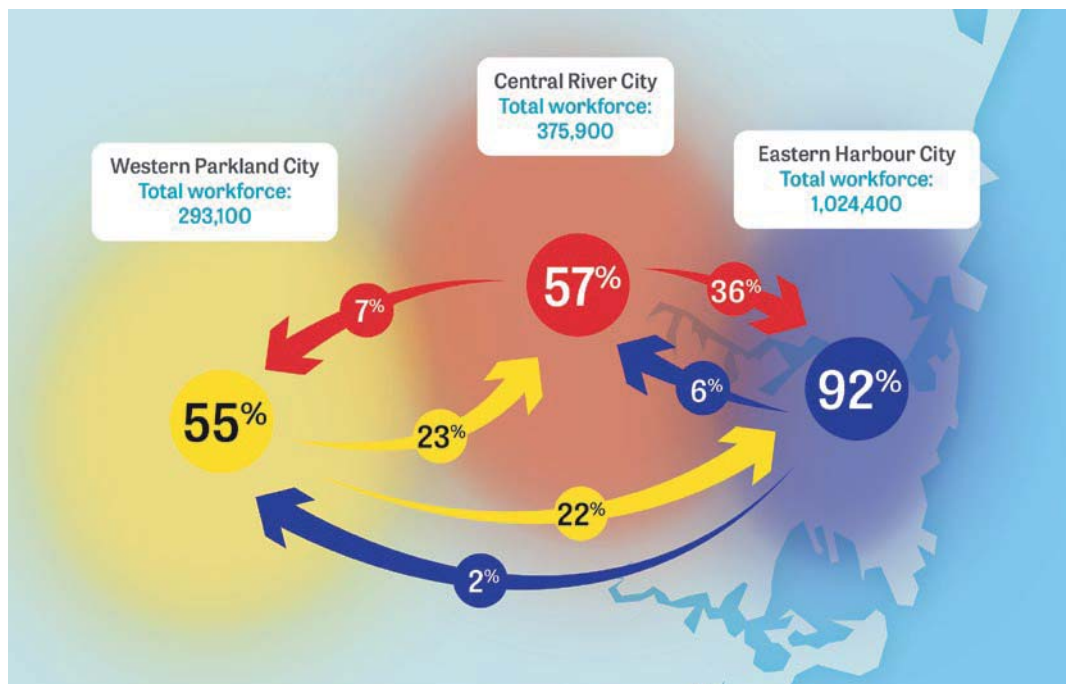 Central River City
Total workforce:
375,900
Western Parkland City
Total workforce:
293,100
Eastern Harbour City
Total workforce:
1,024,400
57%
7%
36%
6%
92%
55%
23%
22%
2%